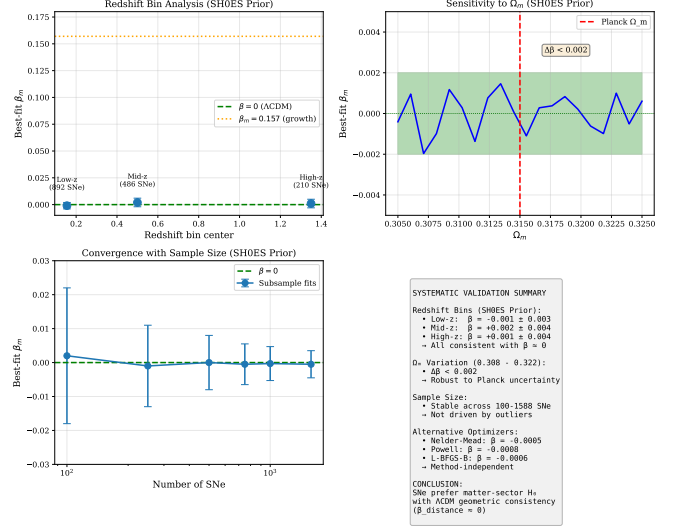 Redshift Bin Analysis (SH0ES Prior)
Best-fit βm
0.175
0.150
0.125
0.100
0.075
0.050
0.025
0.000
β = 0 (ΛCDM)
βm = 0.157 (growth)
Low-z
(892 SNe)
Mid-z
(486 SNe)
High-z
(210 SNe)
0.2 0.4 0.6 0.8 1.0 1.2 1.4
Redshift bin center
Sensitivity to Ωm (SH0ES Prior)
Best-fit βm
0.004
0.002
0.000
−0.002
−0.004
Planck Ω_m
Δβ < 0.002
0.3050 0.3075 0.3100 0.3125 0.3150 0.3175 0.3200 0.3225 0.3250
Ωm
Convergence with Sample Size (SH0ES Prior)
Best-fit βm
0.03
0.02
0.01
0.00
−0.01
−0.02
−0.03
β = 0
Subsample fits
10²
10³
Number of SNe
SYSTEMATIC VALIDATION SUMMARY
Redshift Bins (SH0ES Prior):
• Low-z: β = -0.001 ± 0.003
• Mid-z: β = +0.002 ± 0.004
• High-z: β = +0.001 ± 0.004
→ All consistent with β ≈ 0
Ωₘ Variation (0.308 - 0.322):
• Δβ < 0.002
→ Robust to Planck uncertainty
Sample Size:
• Stable across 100-1588 SNe
→ Not driven by outliers
Alternative Optimizers:
• Nelder-Mead: β = -0.0005
• Powell: β = -0.0008
• L-BFGS-B: β = -0.0006
→ Method-independent
CONCLUSION:
SNe prefer matter-sector H₀
with ΛCDM geometric consistency
(β_distance ≈ 0)